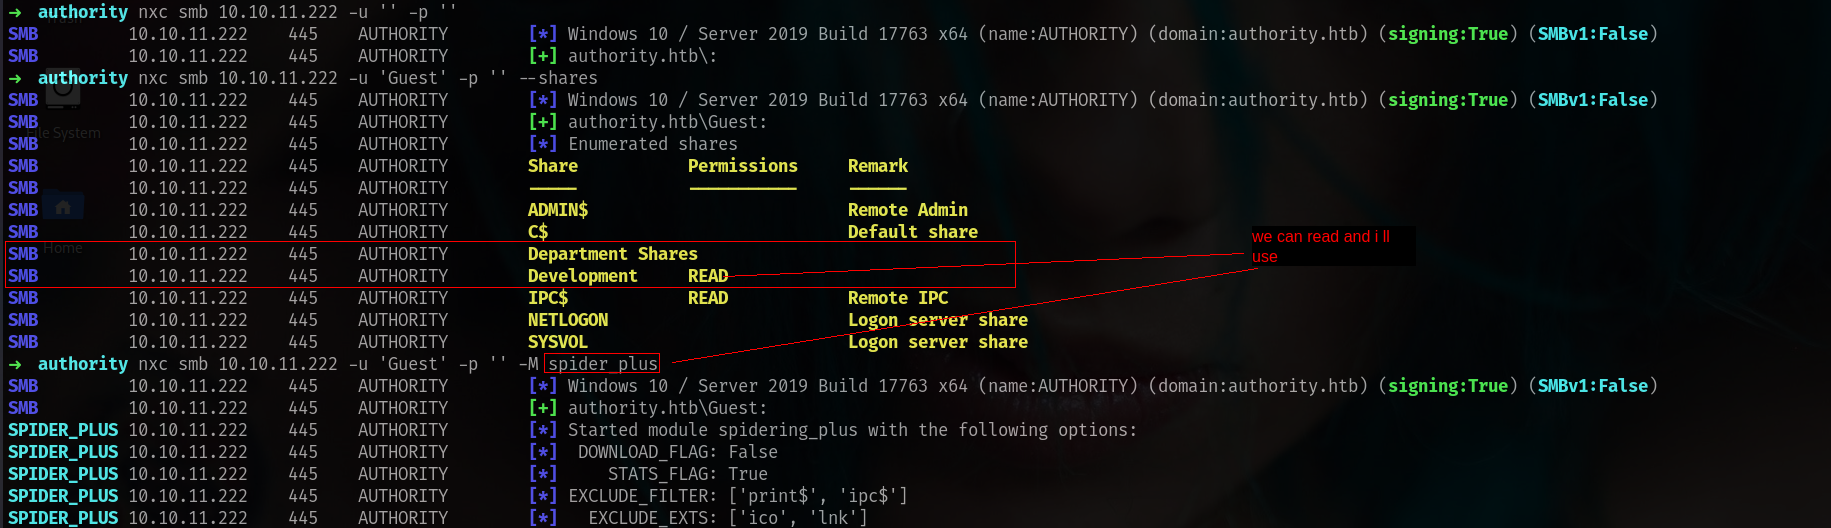 ➜ authority nxc smb 10.10.11.222 -u '' -p ''
SMB 10.10.11.222 445 AUTHORITY [*] Windows 10 / Server 2019 Build 17763 x64 (name:AUTHORITY) (domain:authority.htb) (signing:True) (SMBv1:False)
SMB 10.10.11.222 445 AUTHORITY [+] authority.htb\:
➜ authority nxc smb 10.10.11.222 -u 'Guest' -p '' --shares
SMB 10.10.11.222 445 AUTHORITY [*] Windows 10 / Server 2019 Build 17763 x64 (name:AUTHORITY) (domain:authority.htb) (signing:True) (SMBv1:False)
SMB 10.10.11.222 445 AUTHORITY [+] authority.htb\Guest:
File System
SMB 10.10.11.222 445 AUTHORITY [*] Enumerated shares
SMB 10.10.11.222 445 AUTHORITY Share Permissions Remark
SMB 10.10.11.222 445 AUTHORITY ----- ----------- ------
SMB 10.10.11.222 445 AUTHORITY ADMIN$ Remote Admin
SMB 10.10.11.222 445 AUTHORITY C$ Default share
we can read and i ll
use
Home
SMB 10.10.11.222 445 AUTHORITY Department Shares
SMB 10.10.11.222 445 AUTHORITY Development READ
SMB 10.10.11.222 445 AUTHORITY IPC$ READ Remote IPC
SMB 10.10.11.222 445 AUTHORITY NETLOGON Logon server share
SMB 10.10.11.222 445 AUTHORITY SYSVOL Logon server share
➜ authority nxc smb 10.10.11.222 -u 'Guest' -p '' -M spider_plus
SMB 10.10.11.222 445 AUTHORITY [*] Windows 10 / Server 2019 Build 17763 x64 (name:AUTHORITY) (domain:authority.htb) (signing:True) (SMBv1:False)
SMB 10.10.11.222 445 AUTHORITY [+] authority.htb\Guest:
SPIDER_PLUS 10.10.11.222 445 AUTHORITY [*] Started module spidering_plus with the following options:
SPIDER_PLUS 10.10.11.222 445 AUTHORITY [*] DOWNLOAD_FLAG: False
SPIDER_PLUS 10.10.11.222 445 AUTHORITY [*] STATS_FLAG: True
SPIDER_PLUS 10.10.11.222 445 AUTHORITY [*] EXCLUDE_FILTER: ['print$', 'ipc$']
SPIDER_PLUS 10.10.11.222 445 AUTHORITY [*] EXCLUDE_EXTS: ['ico', 'lnk']